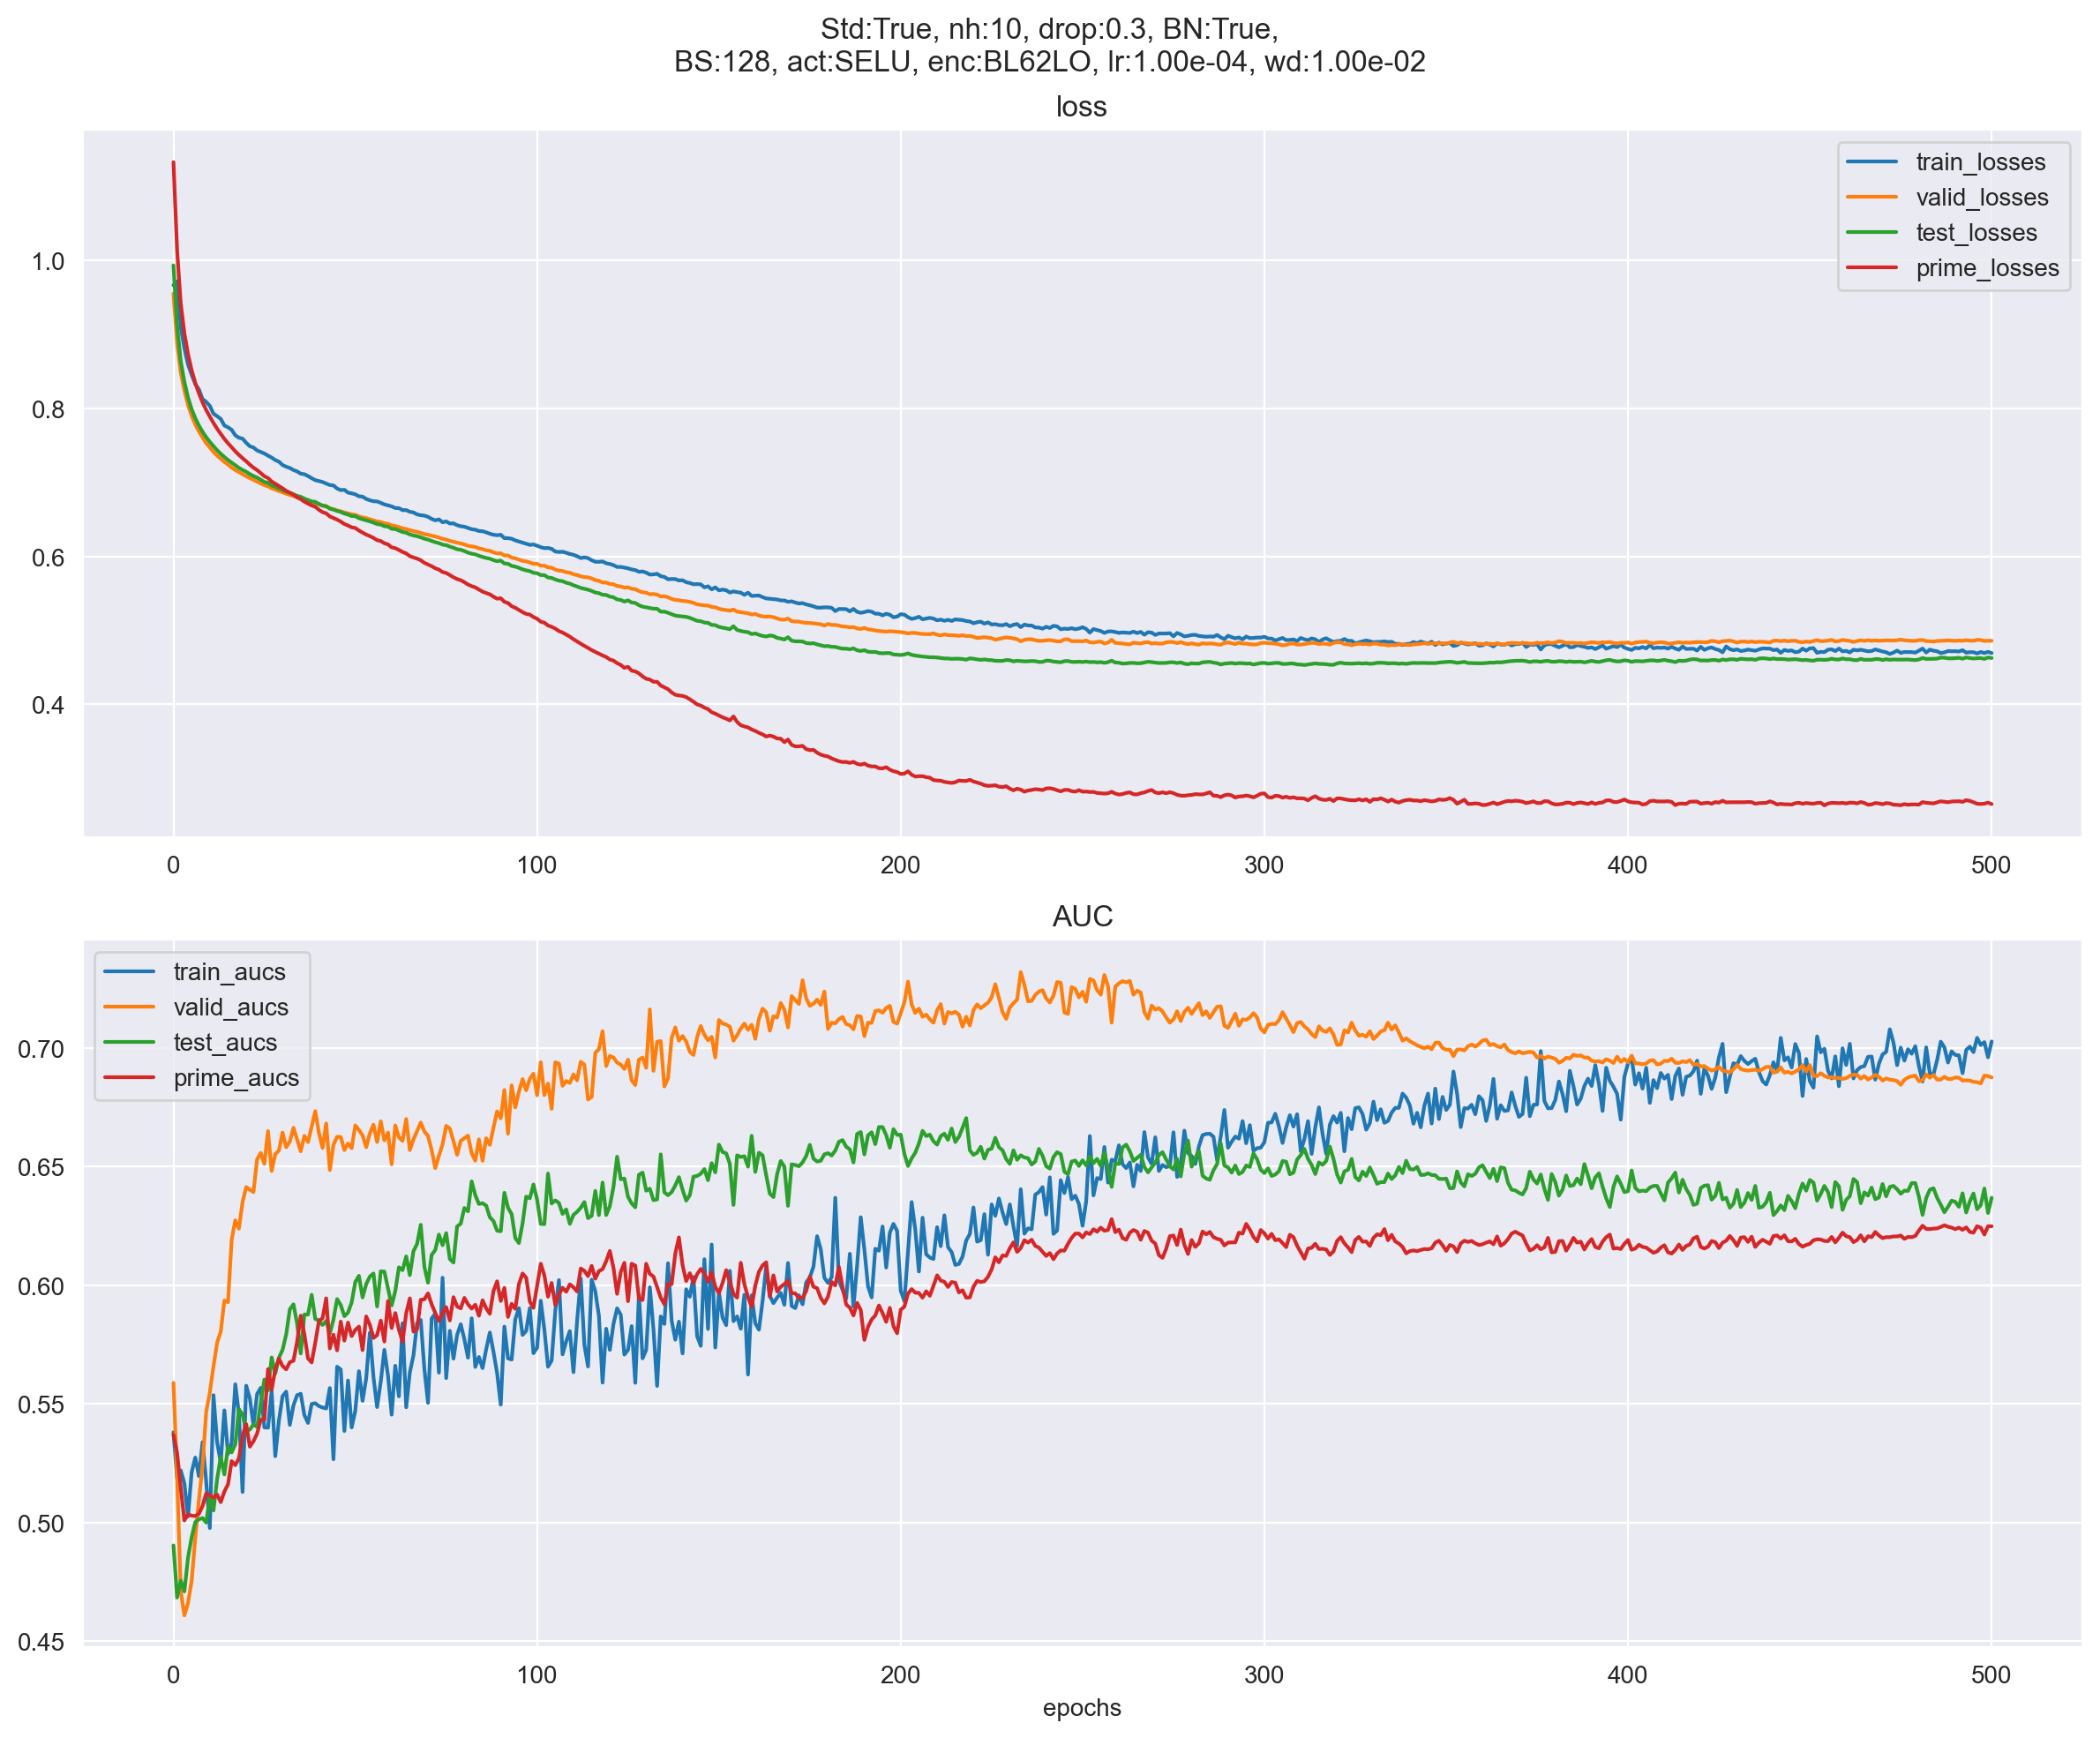 Std:True, nh:10, drop:0.3, BN:True,
BS:128, act:SELU, enc:BL62LO, lr:1.00e-04, wd:1.00e-02
loss
train_losses
valid_losses
test_losses
prime_losses
1.0
0.8
0.6
0.4
0 100 200 300 400 500
AUC
train_aucs
valid_aucs
test_aucs
prime_aucs
0.70
0.65
0.60
0.55
0.50
0.45
0 100 200 300 400 500
epochs